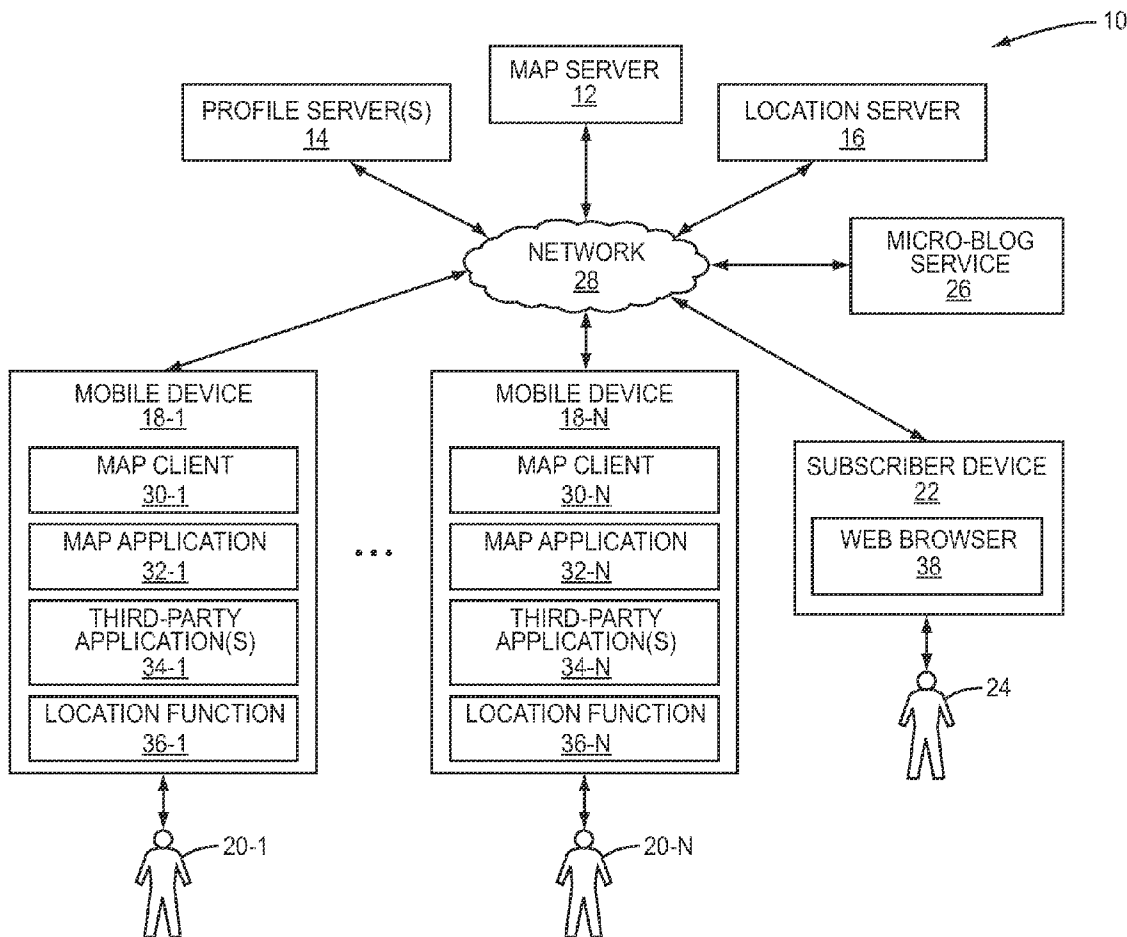 10
MAP SERVER
12
PROFILE SERVER(S)
14
LOCATION SERVER
16
NETWORK
28
MICRO-BLOG
SERVICE
26
MOBILE DEVICE
18-1
MAP CLIENT
30-1
MAP APPLICATION
32-1
THIRD-PARTY
APPLICATION(S)
34-1
LOCATION FUNCTION
36-1
20-1
...
MOBILE DEVICE
18-N
MAP CLIENT
30-N
MAP APPLICATION
32-N
THIRD-PARTY
APPLICATION(S)
34-N
LOCATION FUNCTION
36-N
20-N
SUBSCRIBER DEVICE
22
WEB BROWSER
38
24